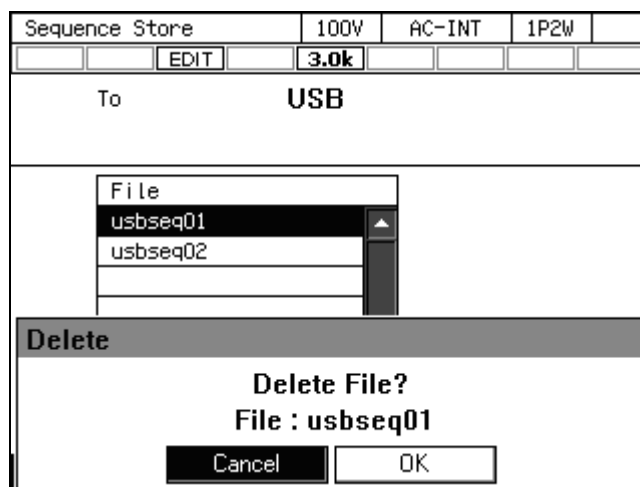 Sequence Store 100V AC-INT 1P2W
EDIT 3.0k
To USB
File
usbseq01
usbseq02
Delete
Delete File?
File : usbseq01
Cancel OK